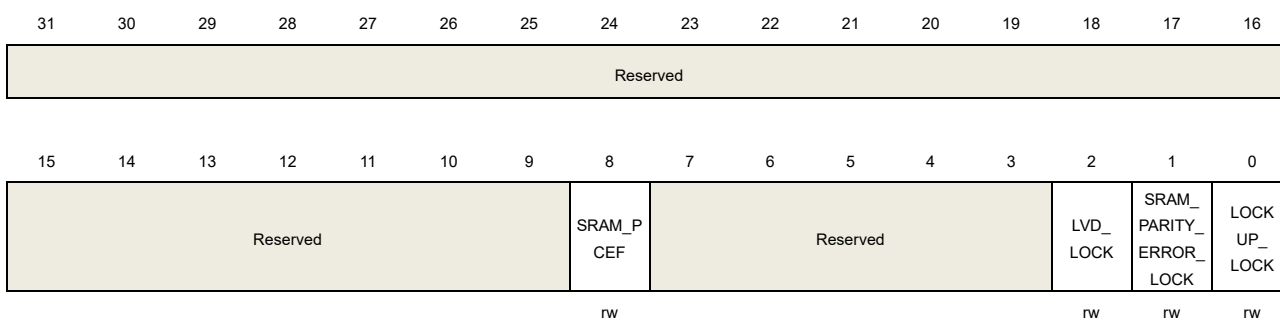 31 30 29 28 27 26 25 24 23 22 21 20 19 18 17 16
Reserved
15 14 13 12 11 10 9 8 7 6 5 4 3 2 1 0
Reserved
SRAM_P
CEF
Reserved
LVD_
LOCK
SRAM_
PARITY_
ERROR_
LOCK
LOCK
UP_
LOCK
rw rw rw rw